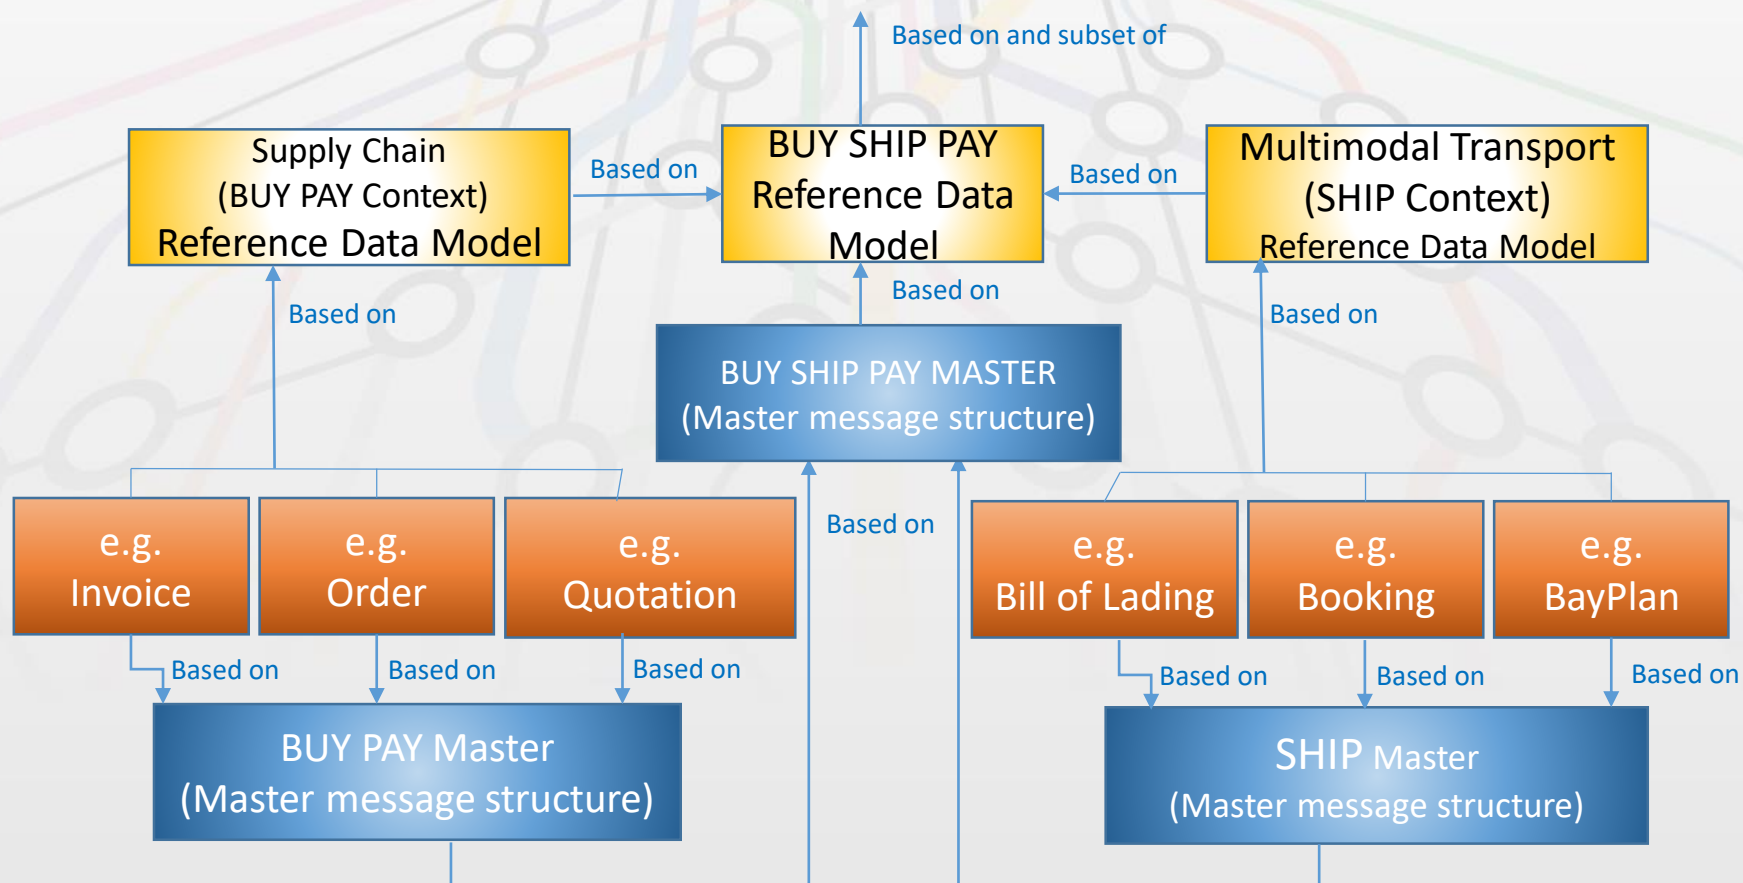 Based on and subset of
Supply Chain
(BUY PAY Context)
Reference Data Model
Based on
BUY SHIP PAY
Reference Data
Model
Based on
Multimodal Transport
(SHIP Context)
Reference Data Model
Based on
Based on
Based on
BUY SHIP PAY MASTER
(Master message structure)
e.g.
Invoice
e.g.
Order
e.g.
Quotation
Based on
e.g.
Bill of Lading
e.g.
Booking
e.g.
BayPlan
Based on
Based on
Based on
Based on
Based on
Based on
BUY PAY Master
(Master message structure)
SHIP Master
(Master message structure)